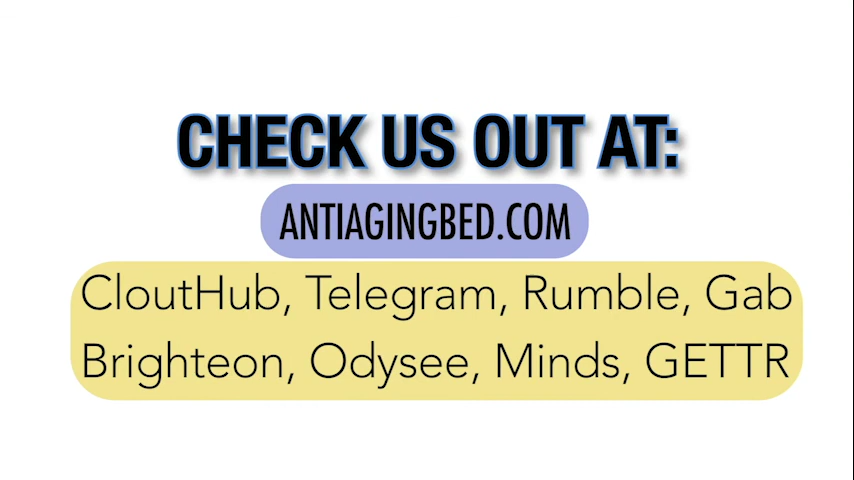 CHECK US OUT AT:
ANTIAGINGBED.COM
CloutHub, Telegram, Rumble, Gab
Brighteon, Odysee, Minds, GETTR